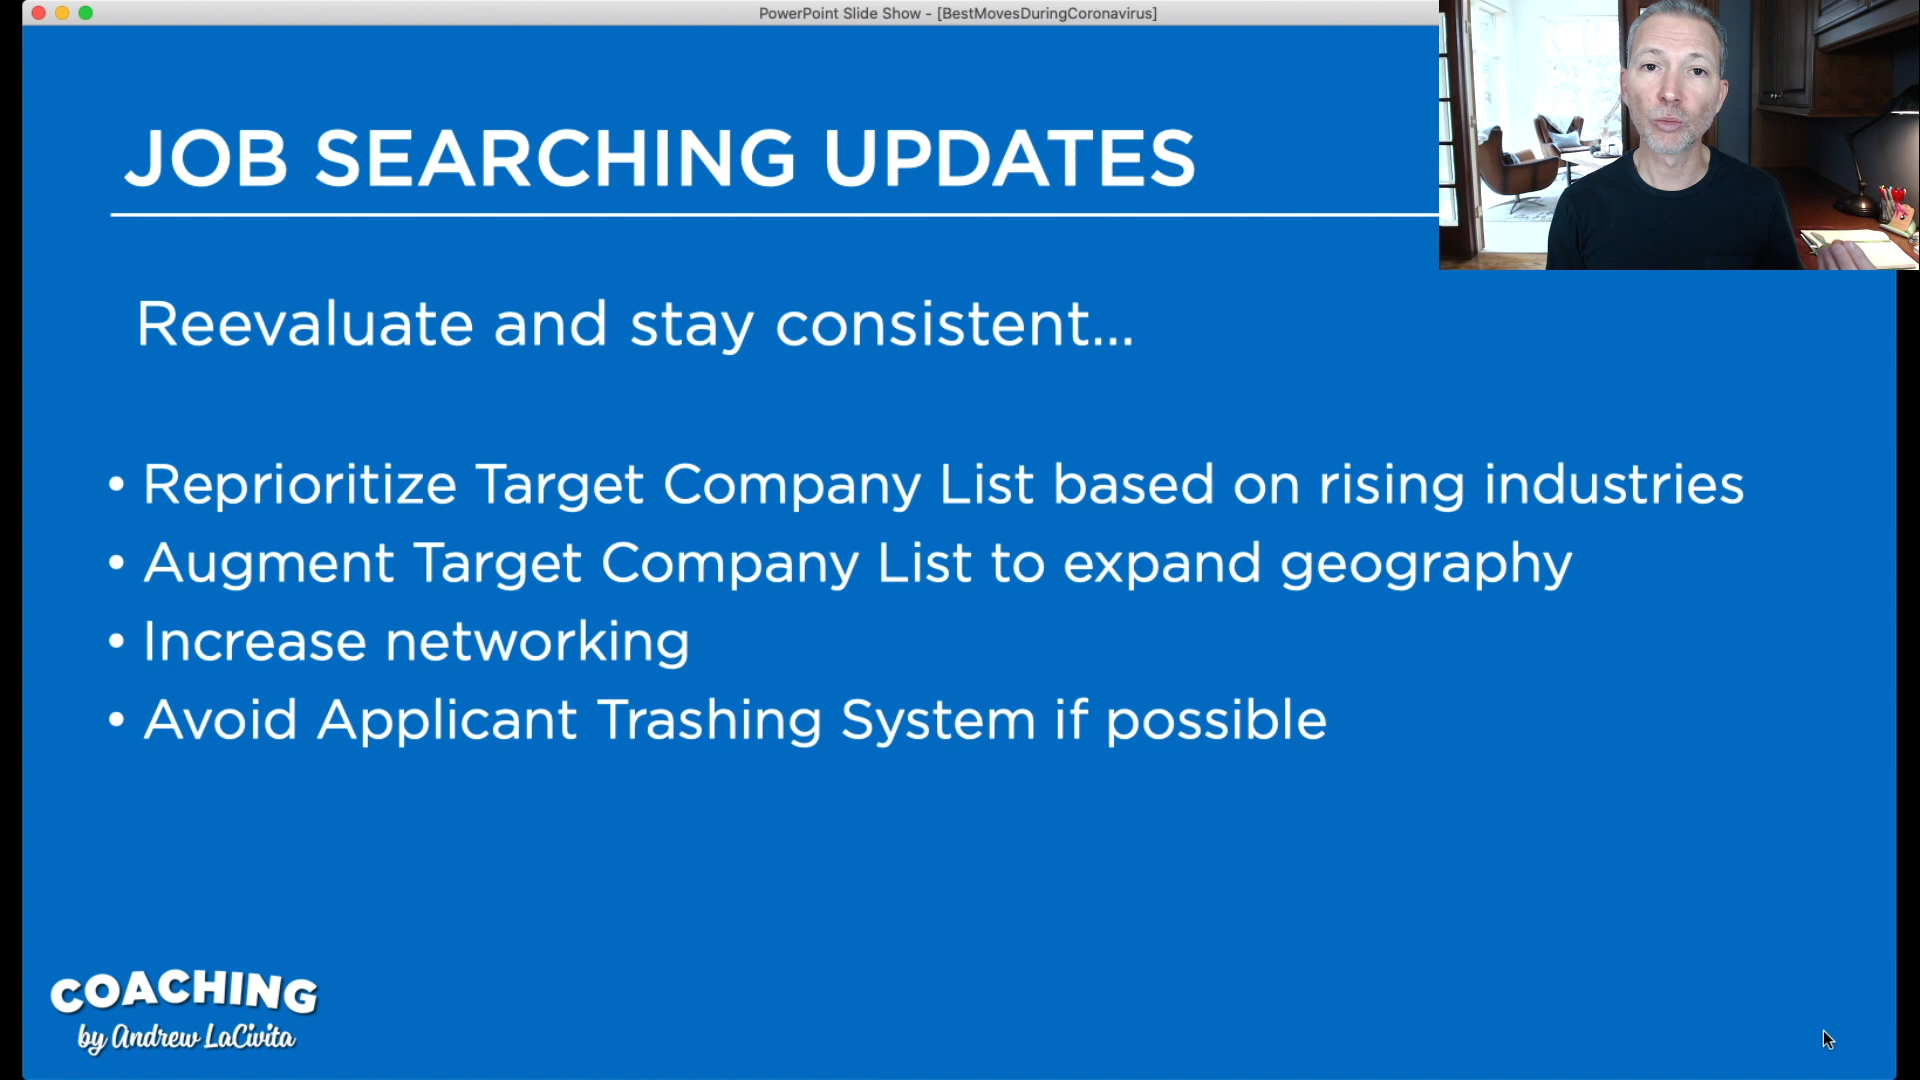 PowerPoint Slide Show - [BestMovesDuringCoronavirus]
JOB SEARCHING UPDATES
Reevaluate and stay consistent...
• Reprioritize Target Company List based on rising industries
• Augment Target Company List to expand geography
• Increase networking
• Avoid Applicant Trashing System if possible
COACHING
by Andrew LaCivita